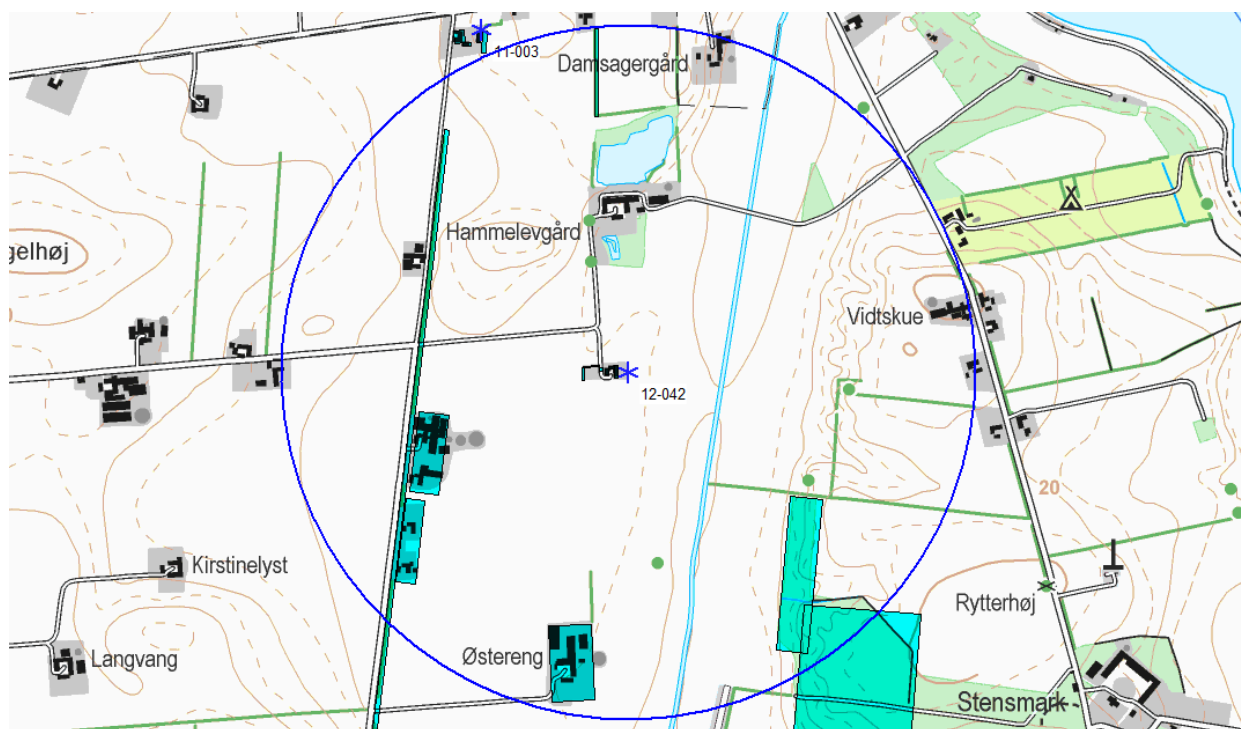 11-003
Damsagergård
Hammelevgård
gelhøj
Vidtskue
12-042
20
Kirstinelyst
Rytterhøj
Langvang
Østereng
Stensmark